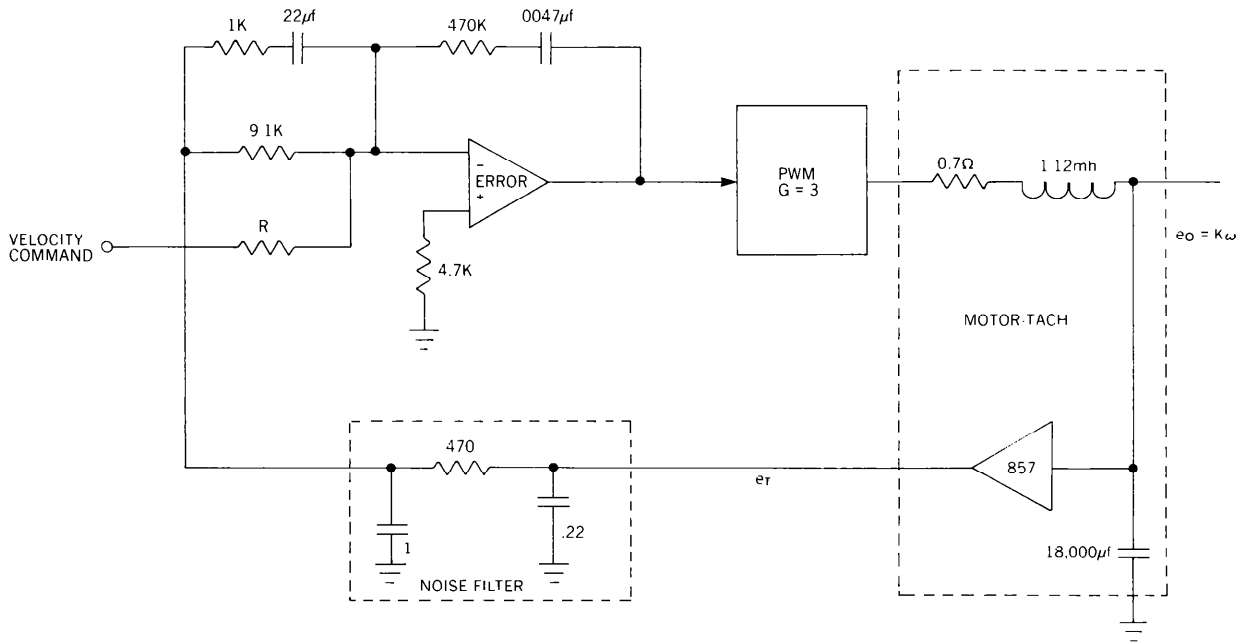 1K
22µf
470K
0047µf
9 1K
ERROR
−
+
R
VELOCITY
COMMAND
4.7K
PWM
G = 3
0.7Ω
1 12mh
eo = Kω
MOTOR-TACH
470
857
eT
1
.22
18,000µf
NOISE FILTER